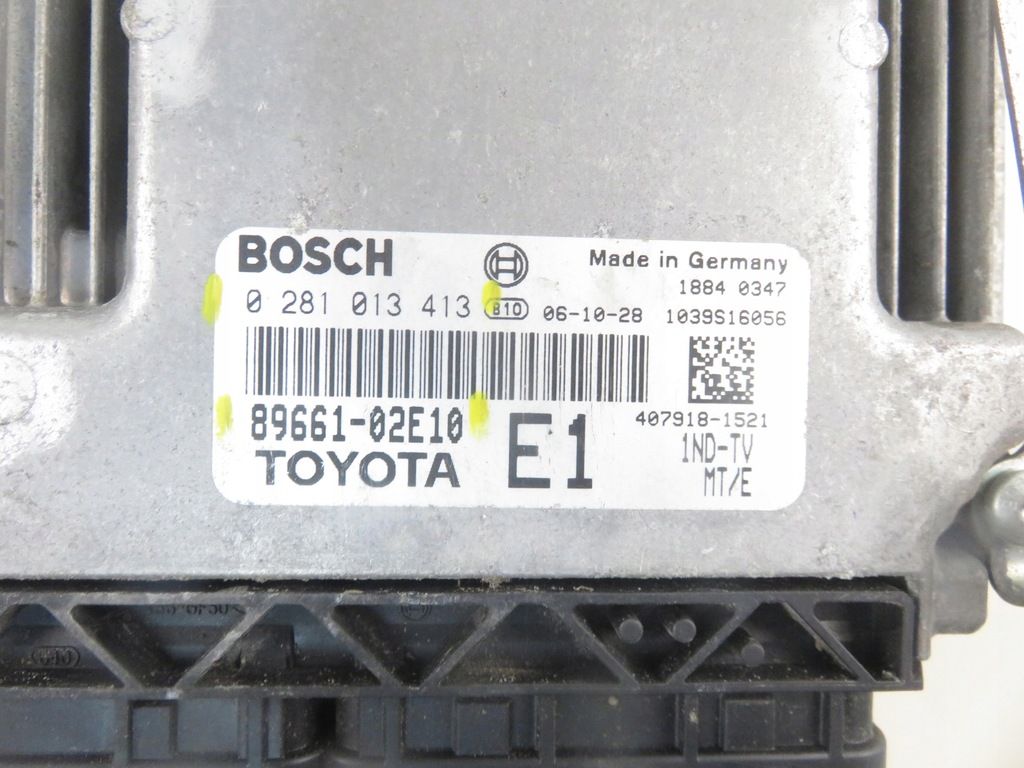 BOSCH
Made in Germany
1884 0347
0 281 013 413 B10 06-10-28 1039S16056
407918-1521
89661-02E10 E1
1ND-TV
TOYOTA
MT/E